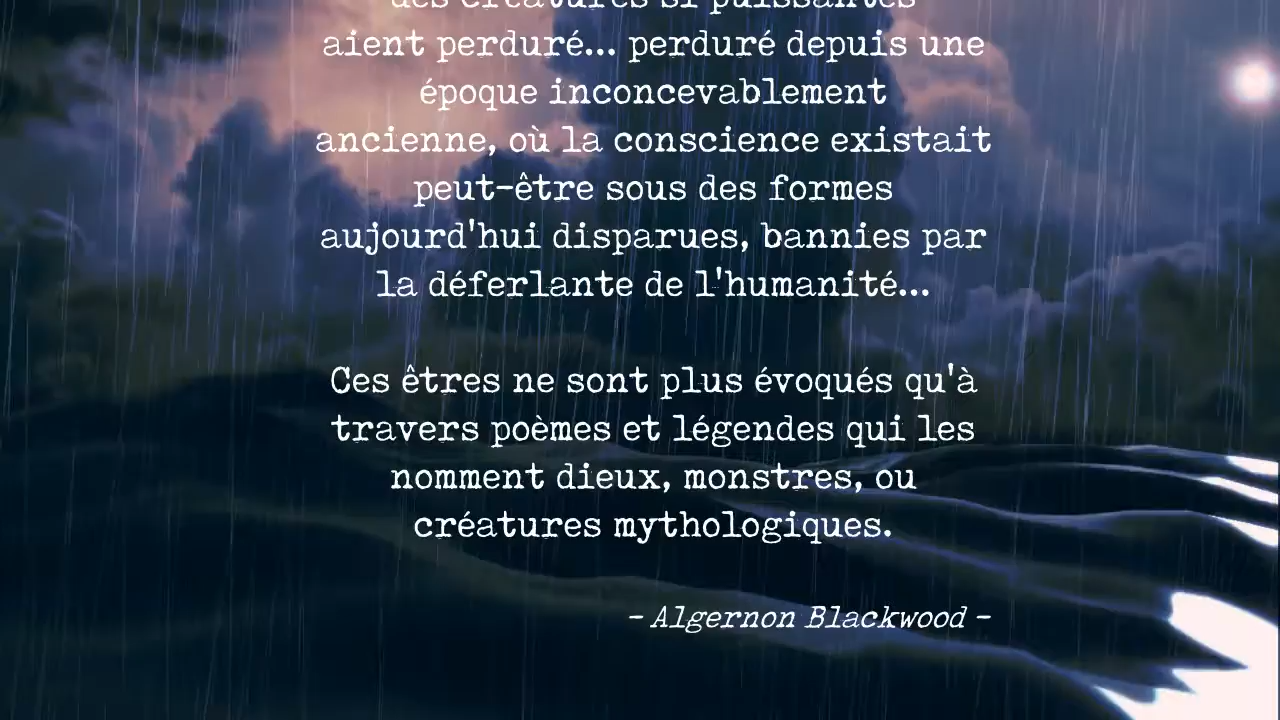 des créatures si puissantes
aient perduré... perduré depuis une
époque inconcevablement
ancienne, où la conscience existait
peut-être sous des formes
aujourd'hui disparues, bannies par
la déferlante de l'humanité...
Ces êtres ne sont plus évoqués qu'à
travers poèmes et légendes qui les
nomment dieux, monstres, ou
créatures mythologiques.
- Algernon Blackwood -